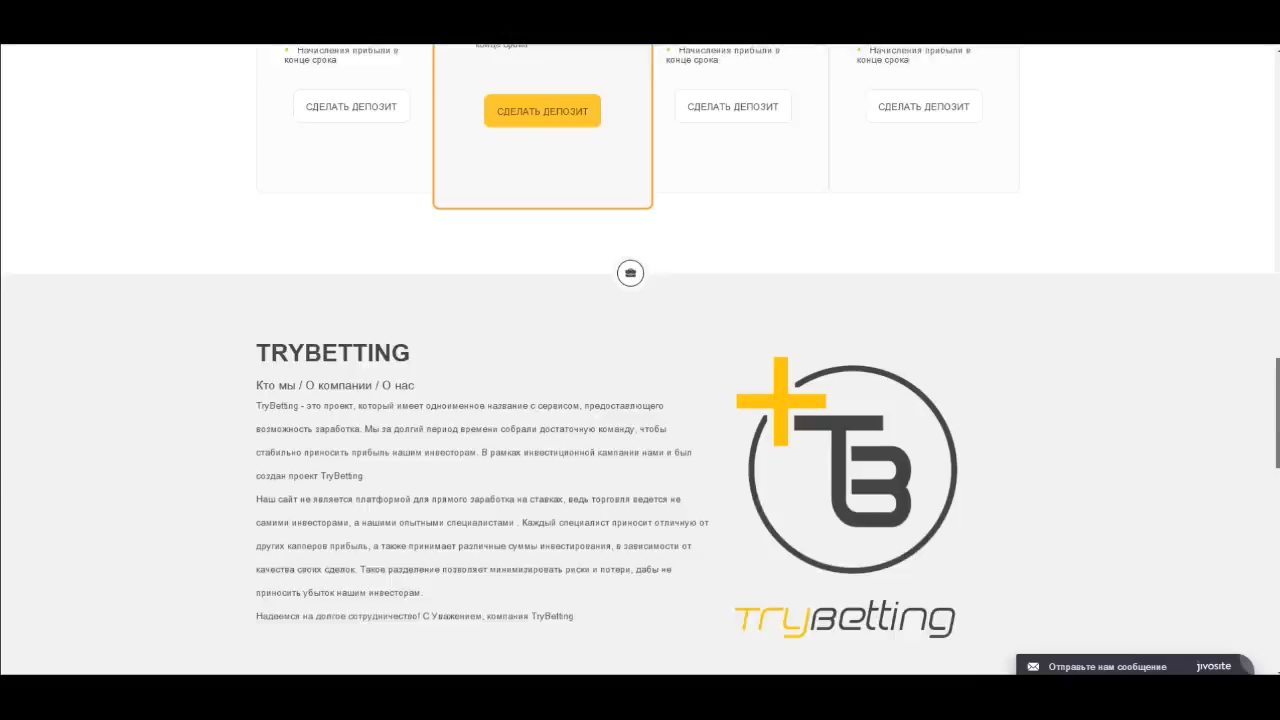 Начисления прибыли в
конце срока
конце срока
Начисления прибыли в
конце срока
Начисления прибыли в
конце срока
СДЕЛАТЬ ДЕПОЗИТ
СДЕЛАТЬ ДЕПОЗИТ
СДЕЛАТЬ ДЕПОЗИТ
СДЕЛАТЬ ДЕПОЗИТ
TRYBETTING
Кто мы / О компании / О нас
TryBetting - это проект, который имеет одноименное название с сервисом, предоставляющего
возможность заработка. Мы за долгий период времени собрали достаточную команду, чтобы
стабильно приносить прибыль нашим инвесторам. В рамках инвестиционной кампании нами и был
создан проект TryBetting
Наш сайт не является платформой для прямого заработка на ставках, ведь торговля ведется не
самими инвесторами, а нашими опытными специалистами . Каждый специалист приносит отличную от
других капперов прибыль, а также принимает различные суммы инвестирования, в зависимости от
качества своих сделок. Такое разделение позволяет минимизировать риски и потери, дабы не
приносить убыток нашим инвесторам.
Надеемся на долгое сотрудничество! С Уважением, компания TryBetting
TB
TryBetting
Отправьте нам сообщение jivosite